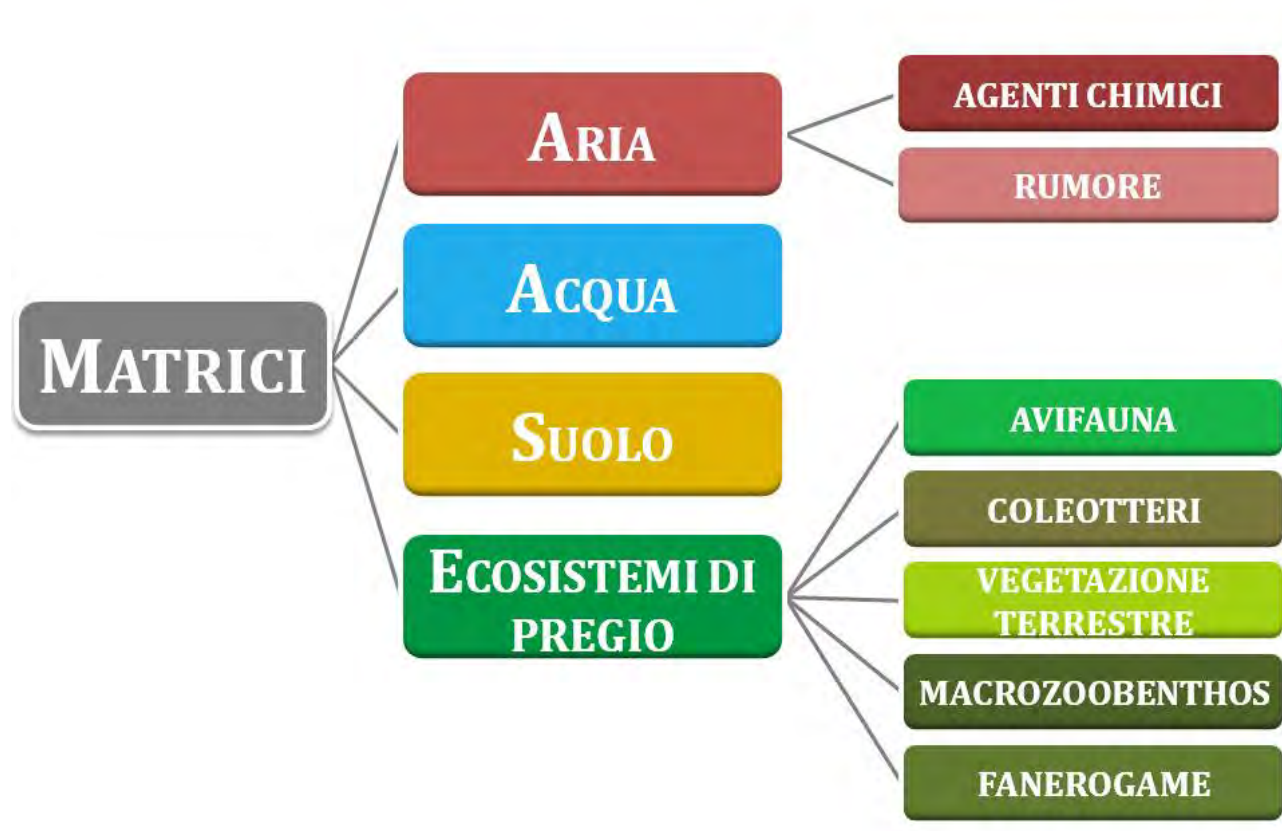 MATRICI
ARIA
AGENTI CHIMICI
RUMORE
ACQUA
SUOLO
ECOSISTEMI DI
PREGIO
AVIFAUNA
COLEOTTERI
VEGETAZIONE
TERRESTRE
MACROZOOBENTHOS
FANEROGAME